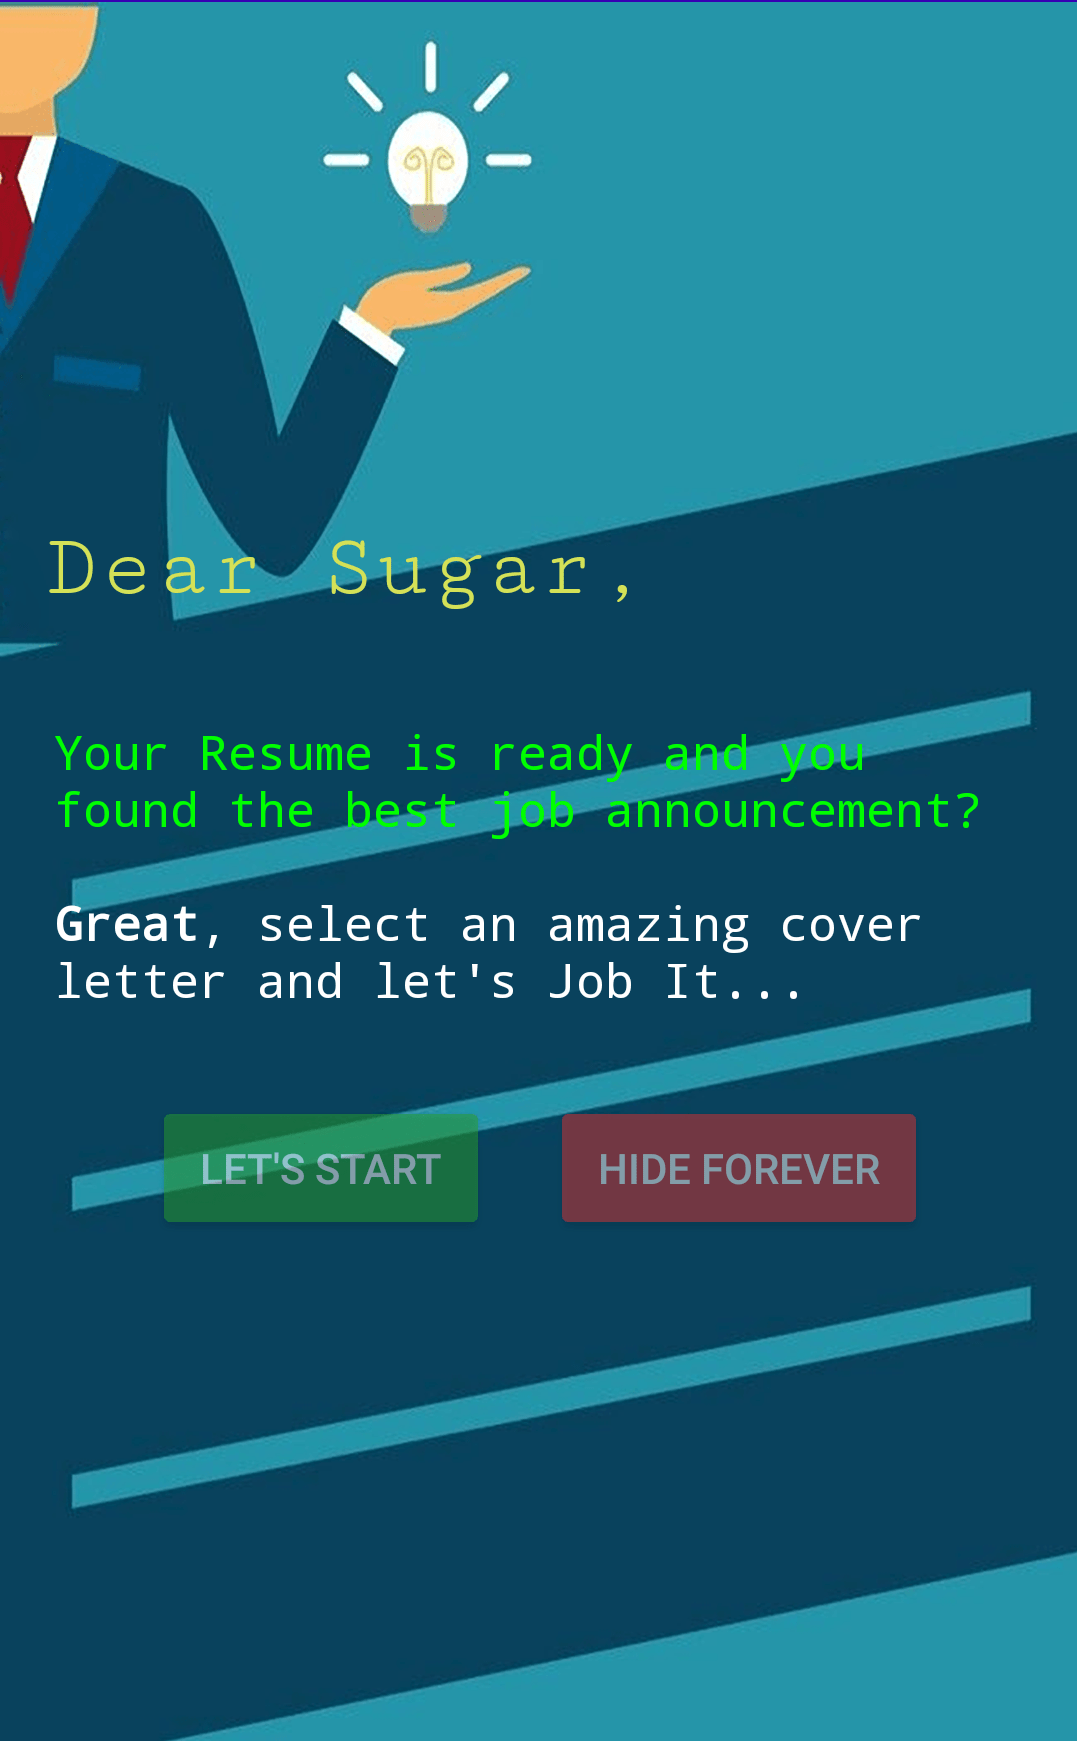 Dear Sugar,
Your Resume is ready and you
found the best job announcement?
Great, select an amazing cover
letter and let's Job It...
LET'S START
HIDE FOREVER